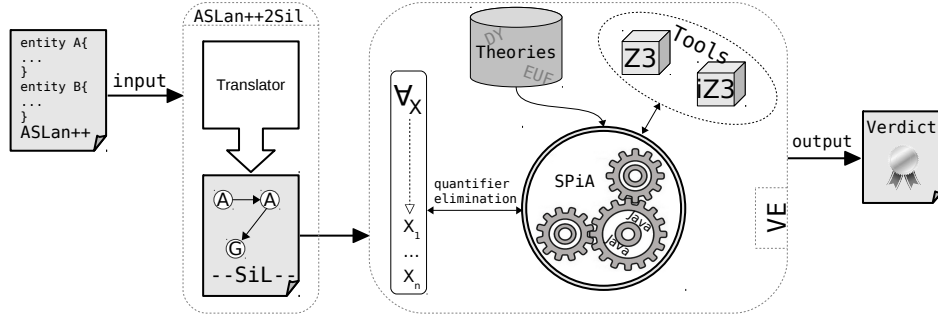 entity A{
...
}
entity B{
...
}
ASLan++
input
ASLan++2Sil
Translator
A
A
G
--SiL--
∀X
X1
...
Xn
quantifier
elimination
DY
Theories
EUF
Tools
Z3
iZ3
SPiA
Java
Java
VE
output
Verdict